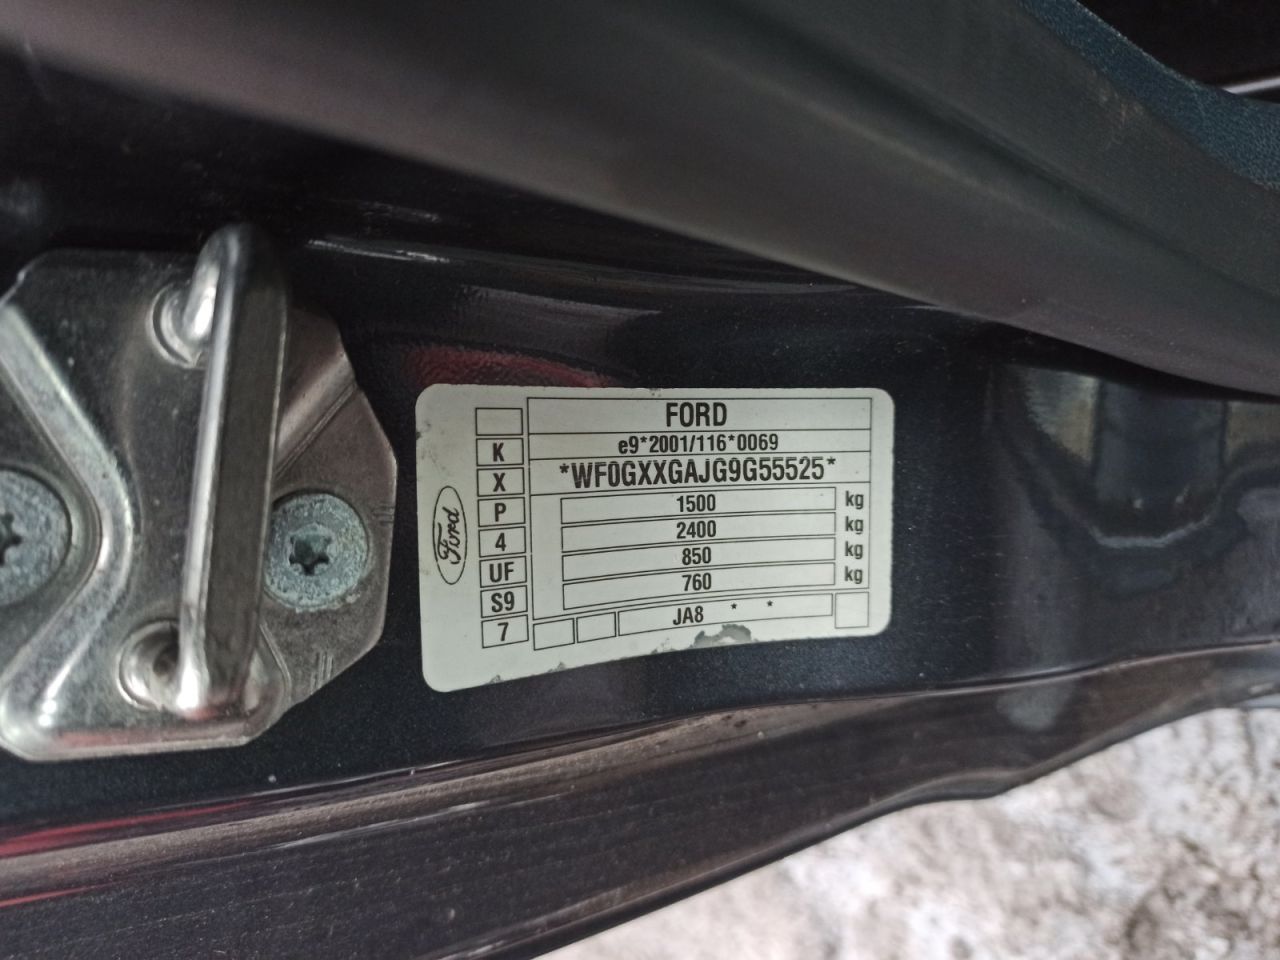 FORD
K e9*2001/116*0069
X *WF0GXXGAJG9G55525*
P 1500 kg
4 2400 kg
UF 850 kg
S9 760 kg
7 JA8 * *
Ford